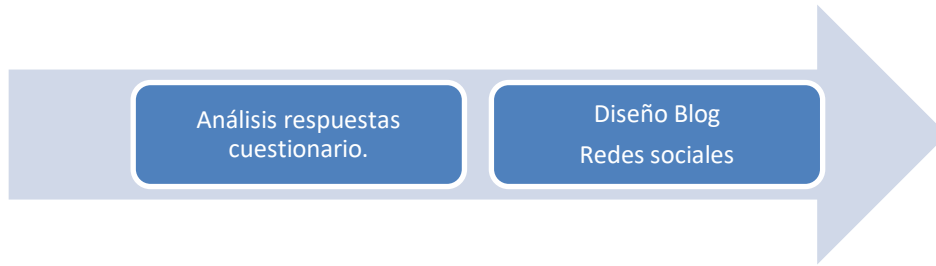 Análisis respuestas
cuestionario.
Diseño Blog
Redes sociales